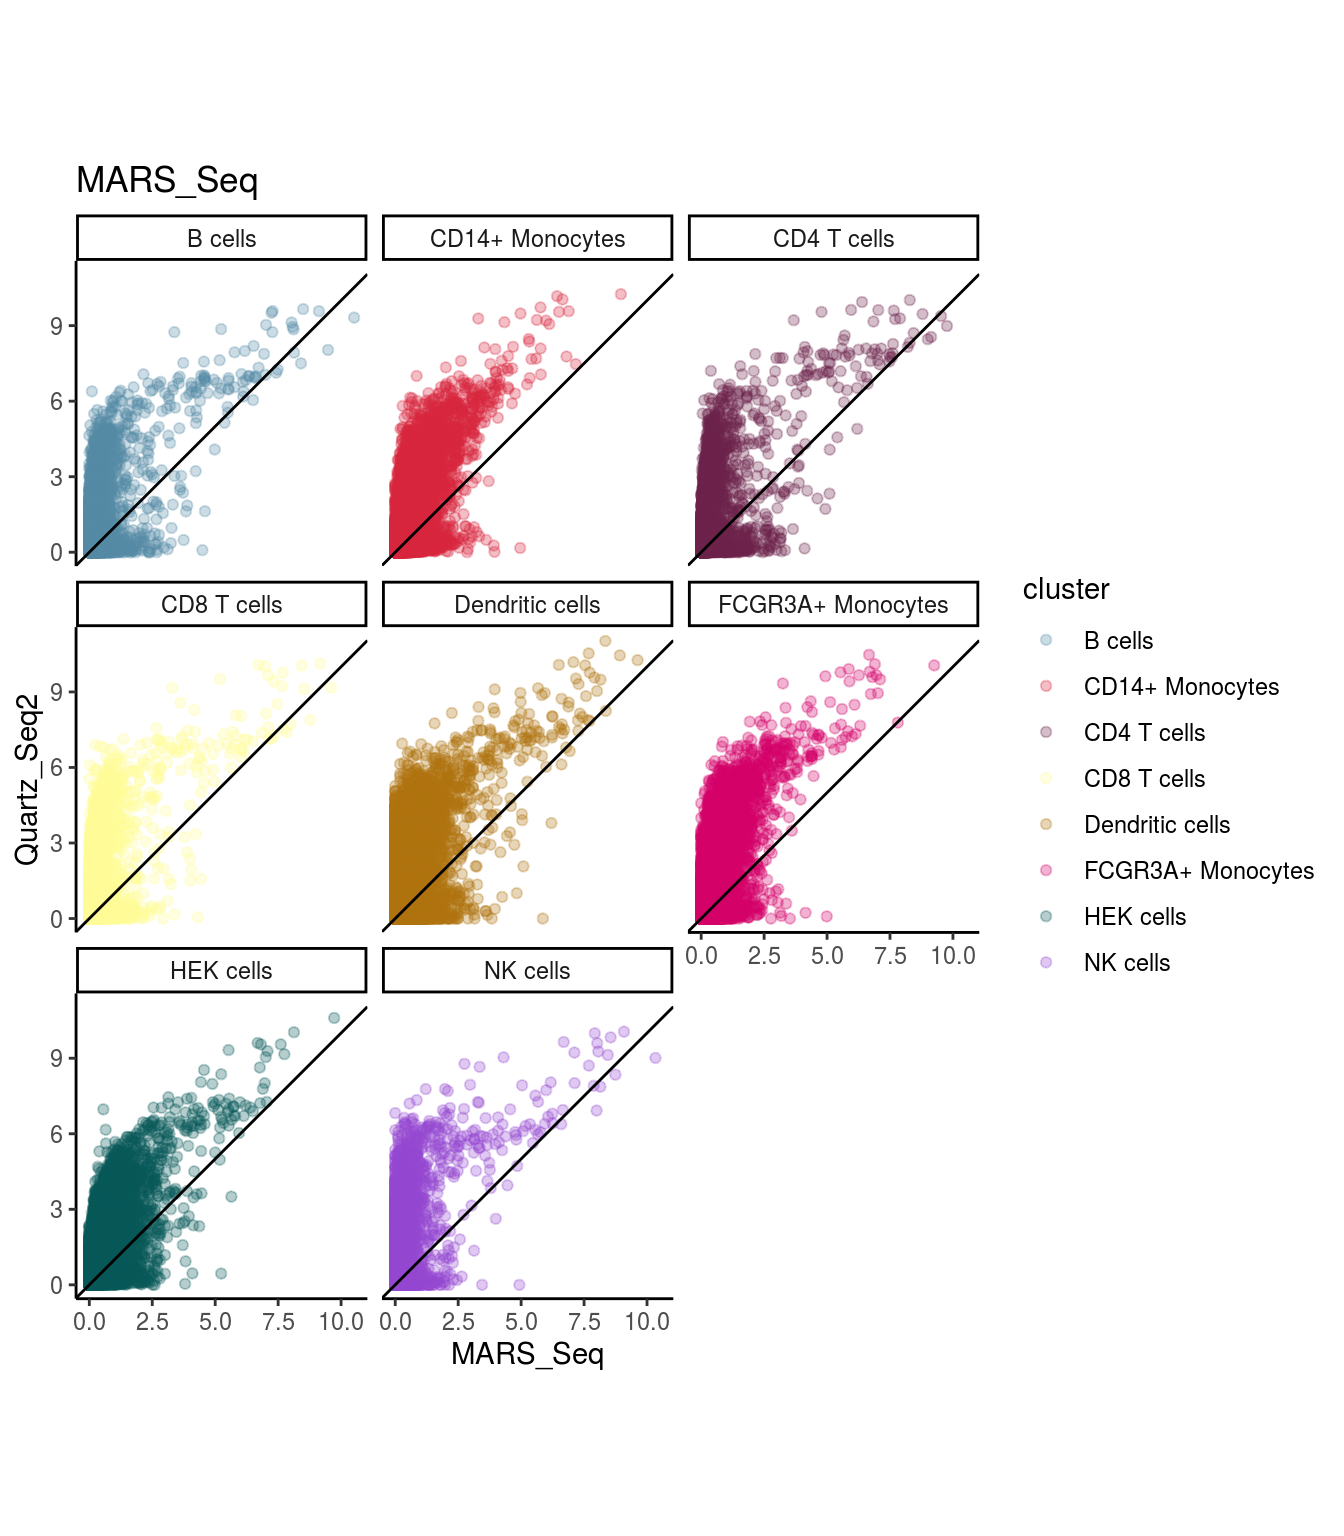 MARS_Seq
B cells
CD14+ Monocytes
CD4 T cells
9
6
3
0
CD8 T cells
Dendritic cells
FCGR3A+ Monocytes
9
6
3
0
0.0 2.5 5.0 7.5 10.0
HEK cells
NK cells
9
6
3
0
0.0 2.5 5.0 7.5 10.0
0.0 2.5 5.0 7.5 10.0
MARS_Seq
Quartz_Seq2
cluster
B cells
CD14+ Monocytes
CD4 T cells
CD8 T cells
Dendritic cells
FCGR3A+ Monocytes
HEK cells
NK cells